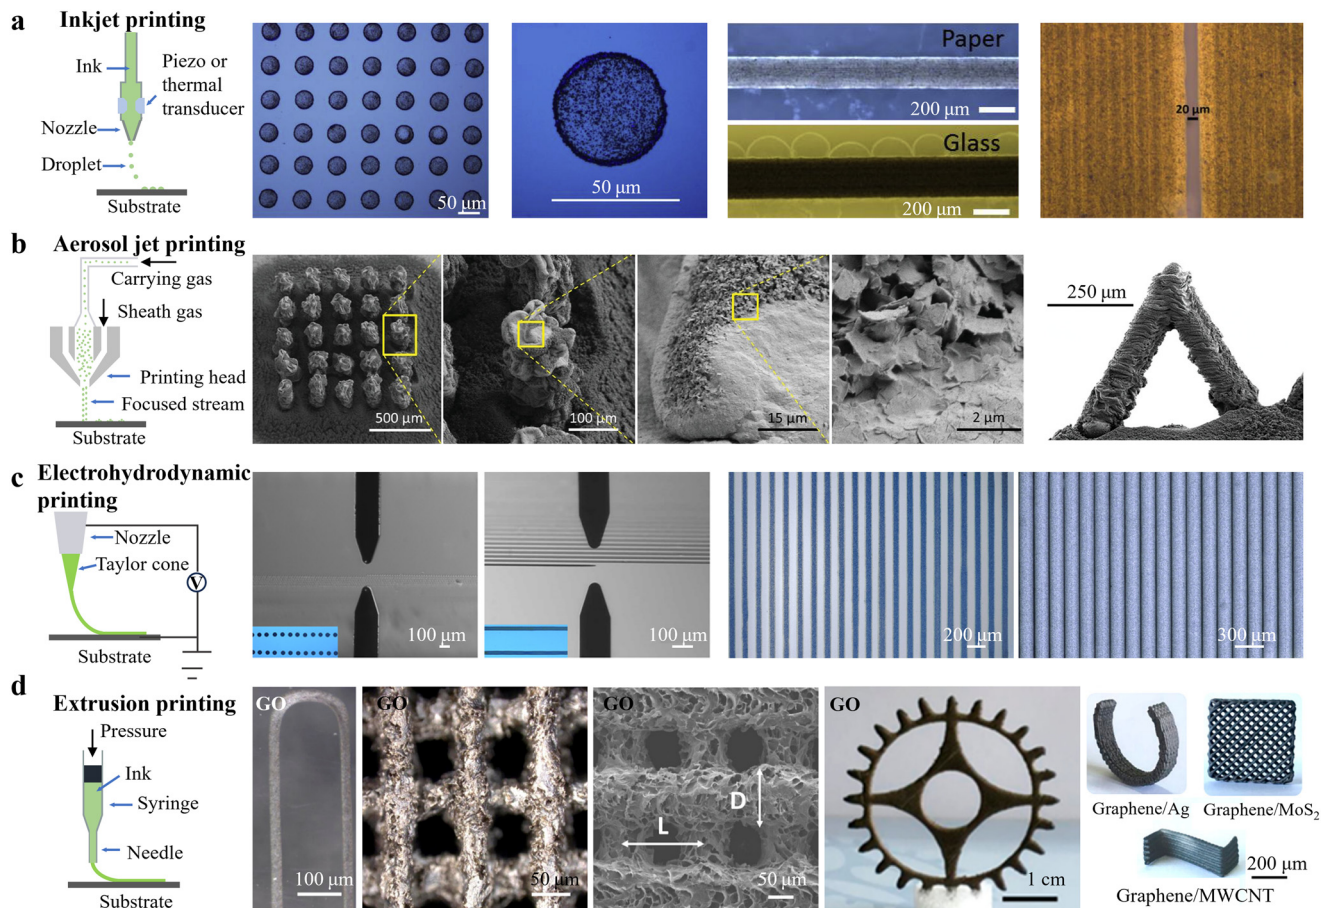 a
Inkjet printing
Ink
Piezo or
thermal
transducer
Nozzle
Droplet
Substrate
50 µm
50 µm
Paper
200 µm
Glass
200 µm
20 µm
b
Aerosol jet printing
Carrying gas
Sheath gas
Printing head
Focused stream
Substrate
500 µm
100 µm
15 µm
2 µm
250 µm
c
Electrohydrodynamic
printing
Nozzle
Taylor cone
V
Substrate
100 µm
100 µm
200 µm
300 µm
d
Extrusion printing
Pressure
Ink
Syringe
Needle
Substrate
GO
100 µm
GO
50 µm
GO
D
L
50 µm
GO
1 cm
Graphene/Ag
Graphene/MoS₂
200 µm
Graphene/MWCNT